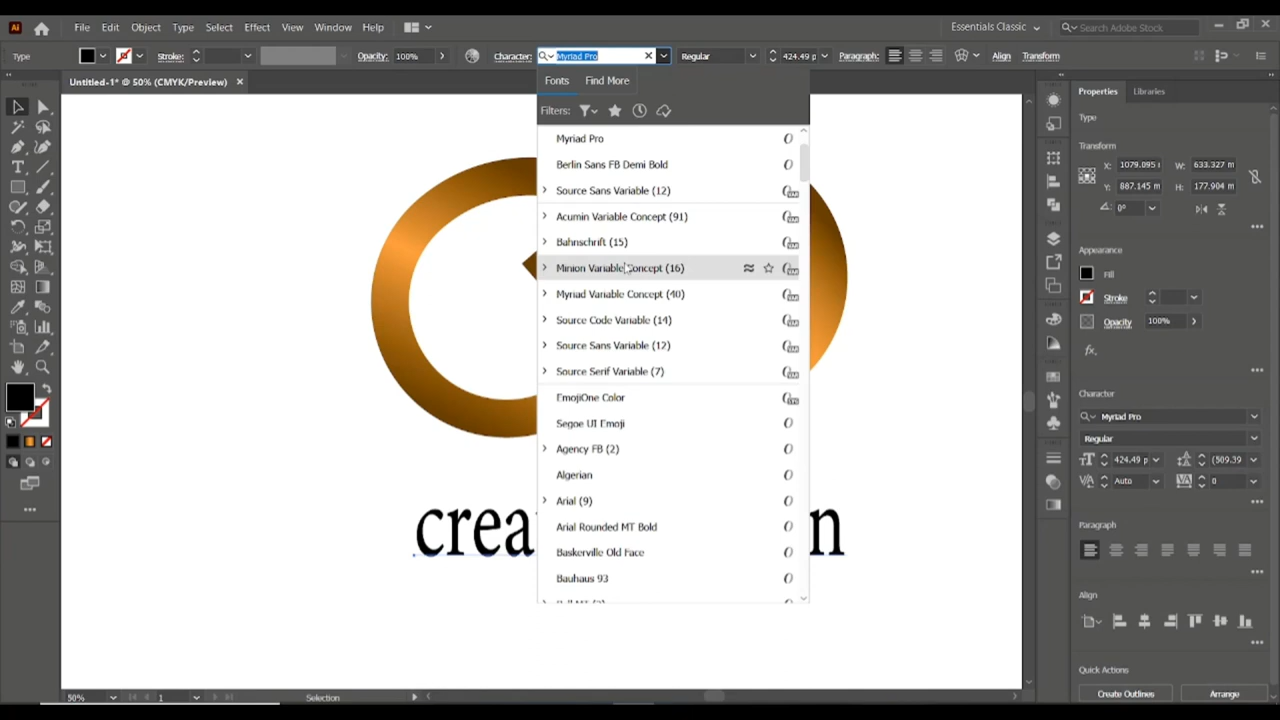 Ai File Edit Object Type Select Effect View Window Help Essentials Classic Search Adobe Stock
Type Stroke: Opacity: 100% Character: Myriad Pro Regular 424.49 p Paragraph: Align Transform
Untitled-1* @ 50% (CMYK/Preview)
Fonts Find More
Filters:
Myriad Pro
Berlin Sans FB Demi Bold
Source Sans Variable (12)
Acumin Variable Concept (91)
Bahnschrift (15)
Minion Variable Concept (16)
Myriad Variable Concept (40)
Source Code Variable (14)
Source Sans Variable (12)
Source Serif Variable (7)
EmojiOne Color
Segoe UI Emoji
Agency FB (2)
Algerian
Arial (9)
Arial Rounded MT Bold
Baskerville Old Face
Bauhaus 93
crea
n
Properties Libraries
Type
Transform
X: 1079.095 W: 633.327 m
Y: 887.145 m H: 177.904 m
0°
Appearance
Fill
Stroke
Opacity 100%
fx
Character
Myriad Pro
Regular
424.49 p (509.39
Auto 0
Paragraph
Align
Quick Actions
Create Outlines Arrange
50% 1 Selection